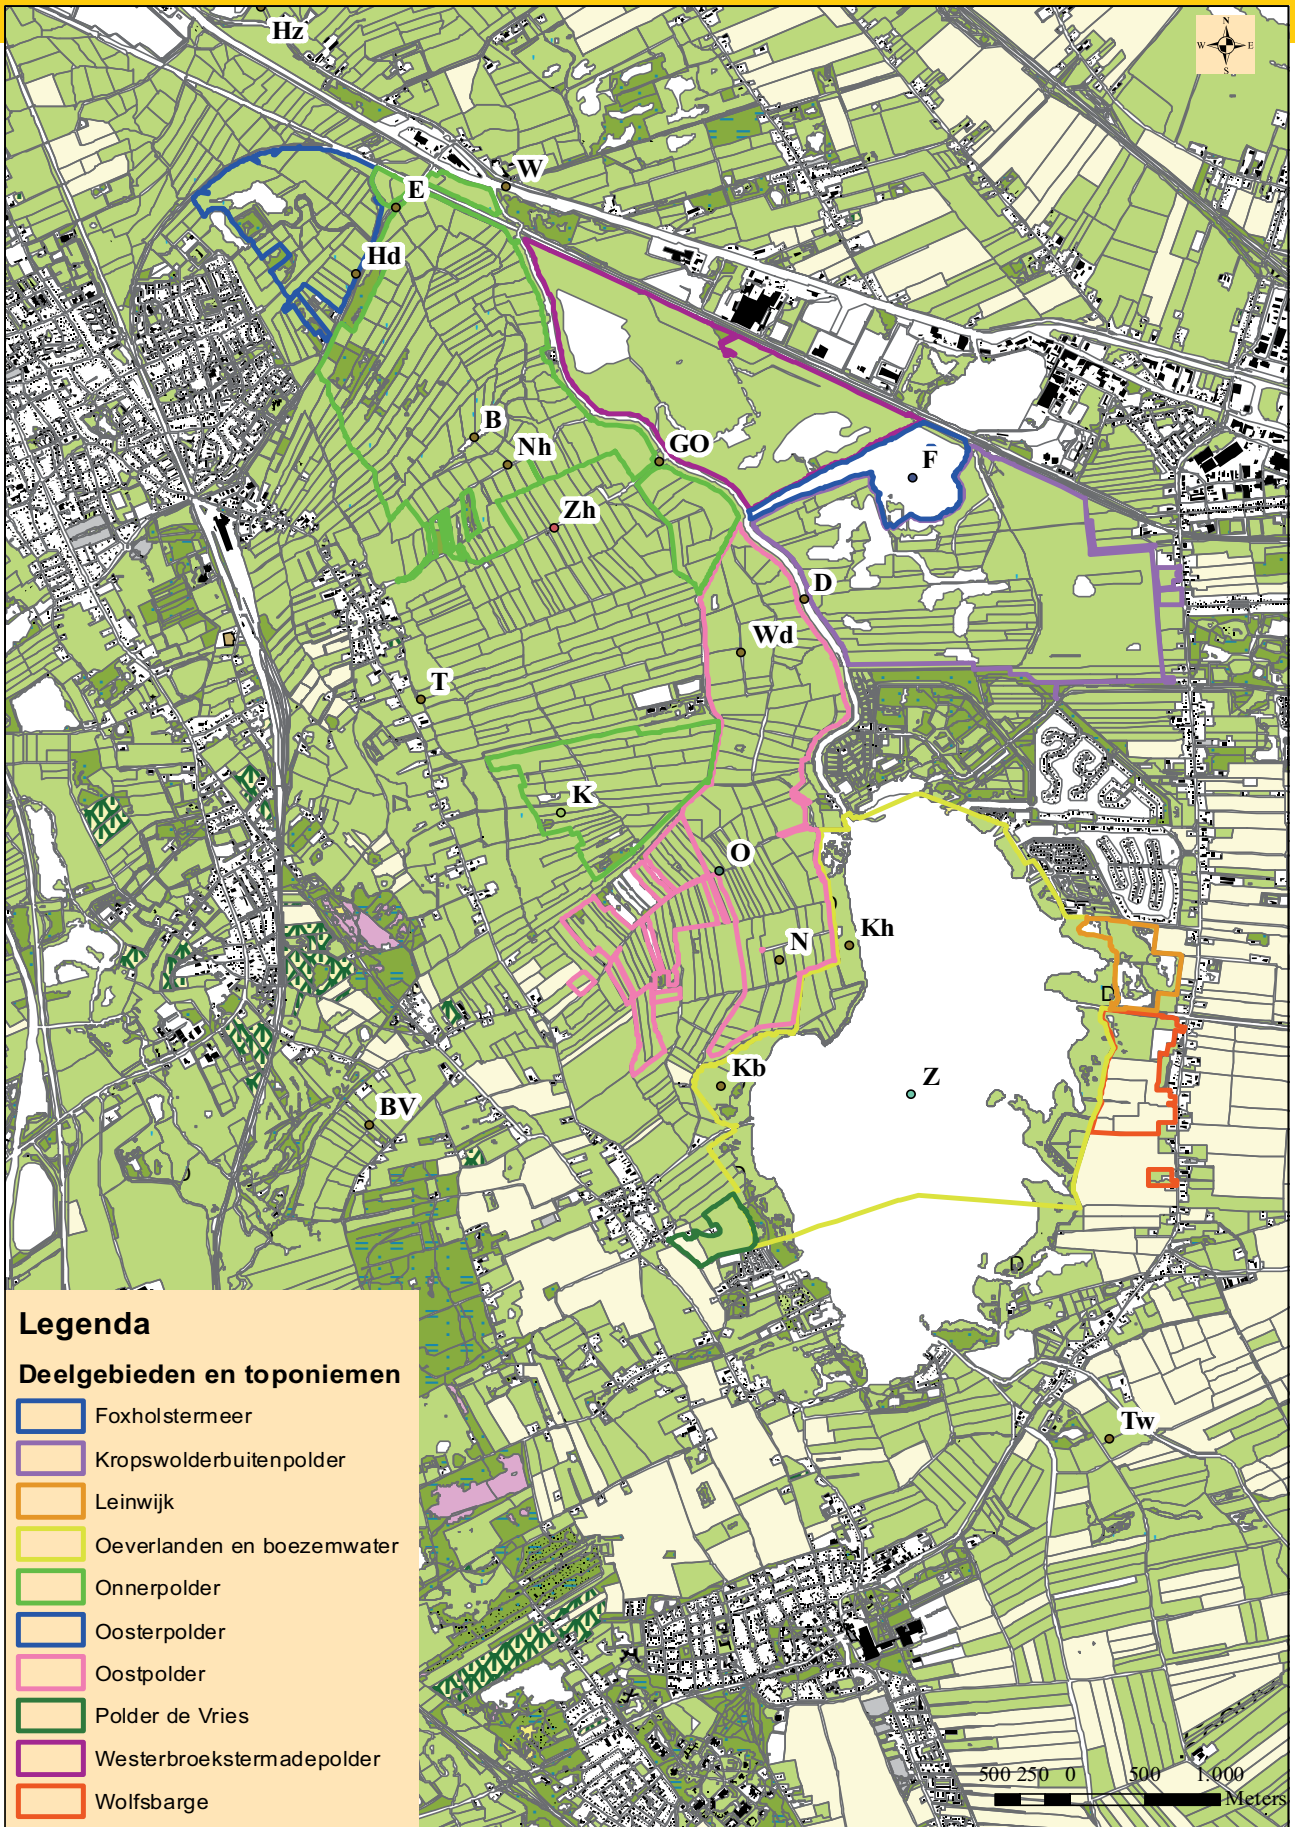 Hz
N
W E
S
W
E
Hd
B
Nh
GO
F
Zh
D
Wd
T
K
O
N
Kh
D
Kb
Z
BV
D
Tw
Legenda
Deelgebieden en toponiemen
Foxholstermeer
Kropswolderbuitenpolder
Leinwijk
Oeverlanden en boezemwater
Onnerpolder
Oosterpolder
Oostpolder
Polder de Vries
Westerbroekstermadepolder
Wolfsbarge
500 250 0 500 1.000
Meters